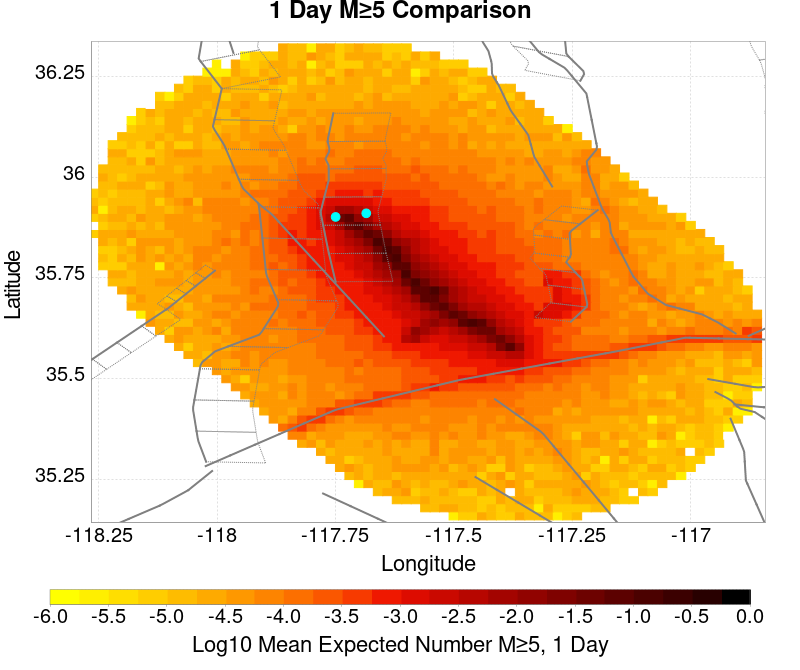 1 Day M≥5 Comparison
36.25
36
35.75
35.5
35.25
Latitude
-118.25 -118 -117.75 -117.5 -117.25 -117
Longitude
-6.0 -5.5 -5.0 -4.5 -4.0 -3.5 -3.0 -2.5 -2.0 -1.5 -1.0 -0.5 0.0
Log10 Mean Expected Number M≥5, 1 Day